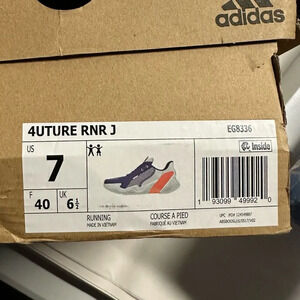 adidas
4UTURE RNR J
EG8336
US
7
Inside
F
40
UK
6½
RUNNING
MADE IN VIETNAM
COURSE A PIED
FABRIQUÉ AU VIETNAM
1 93099 49992 0